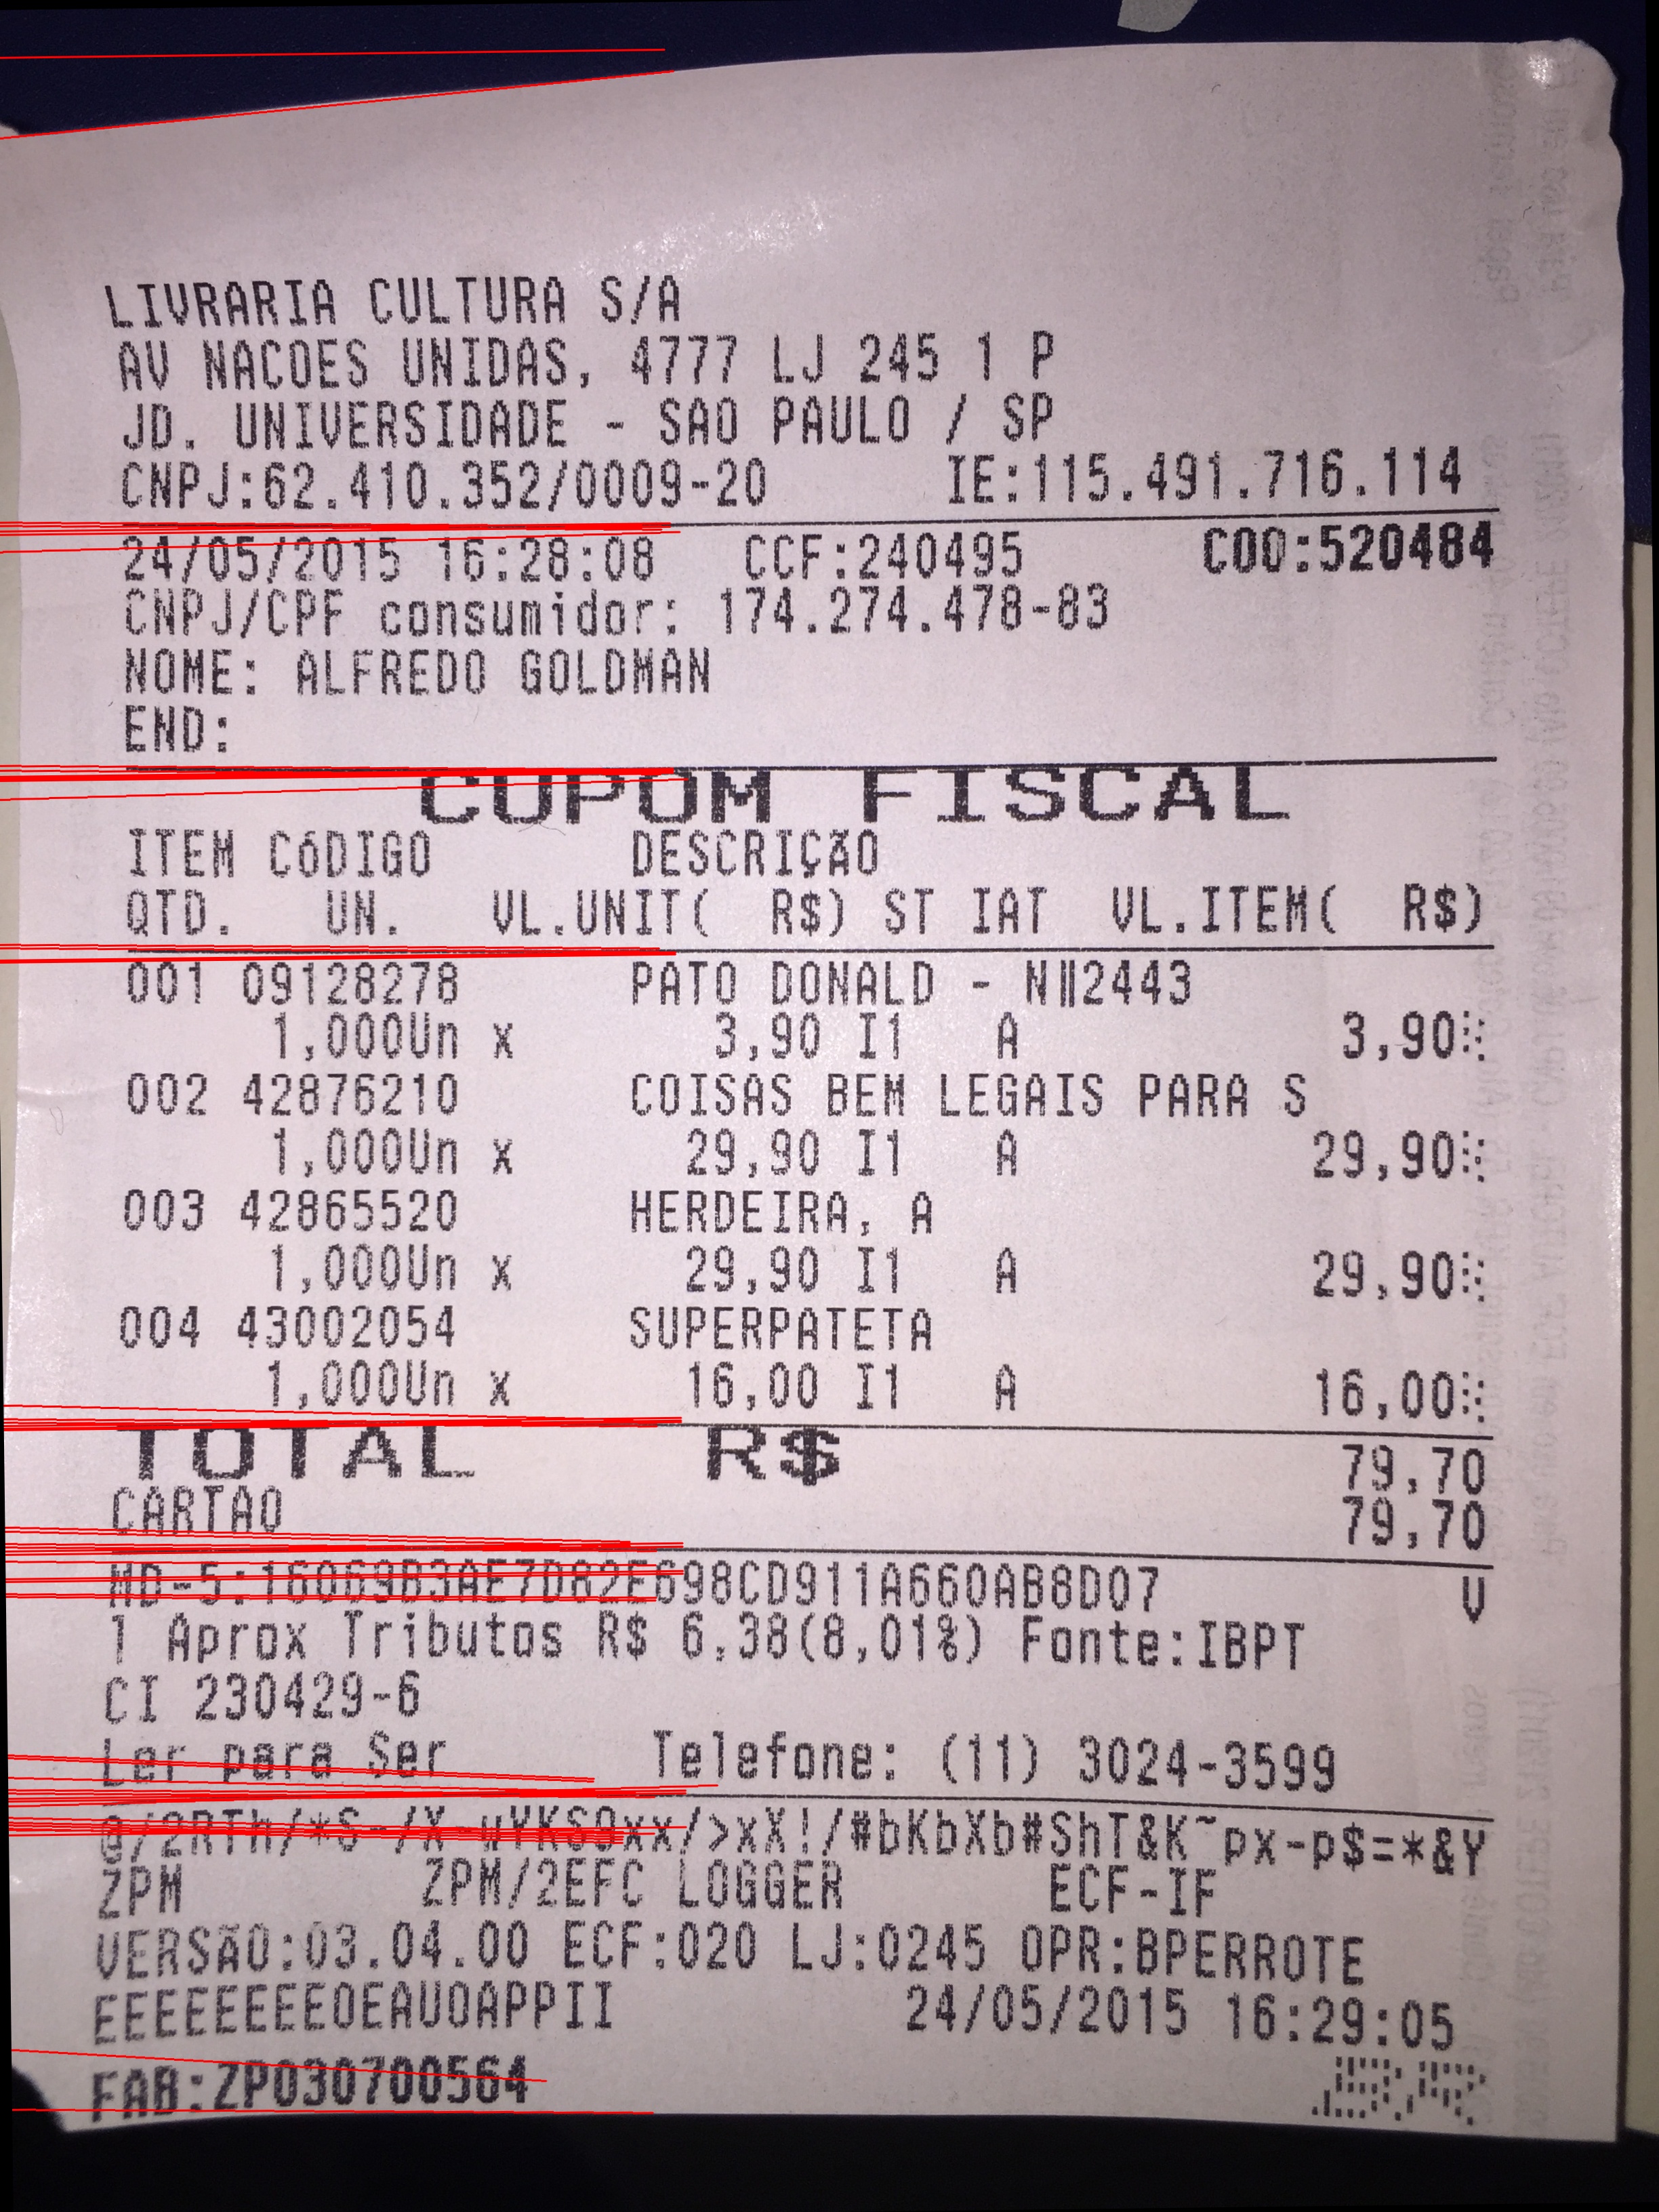 LIVRARIA CULTURA S/A
AV NACOES UNIDAS, 4777 LJ 245 1 P
JD. UNIVERSIDADE - SAO PAULO / SP
CNPJ:62.410.352/0009-20 IE:115.491.716.114
24/05/2015 16:28:08 CCF:240495 COO:520484
CNPJ/CPF consumidor: 174.274.478-83
NOME: ALFREDO GOLDMAN
END:
CUPOM FISCAL
ITEM CóDIGO DESCRIÇÃO
QTD. UN. VL.UNIT( R$) ST IAT VL.ITEM( R$)
001 09128278 PATO DONALD - N‖2443
1,000Un x 3,90 I1 A 3,90
002 42876210 COISAS BEM LEGAIS PARA S
1,000Un x 29,90 I1 A 29,90
003 42865520 HERDEIRA, A
1,000Un x 29,90 I1 A 29,90
004 43002054 SUPERPATETA
1,000Un x 16,00 I1 A 16,00
TOTAL R$ 79,70
CARTAO 79,70
MD-5:16069B3AE7D82E698CD911A660AB8D07 V
1 Aprox Tributos R$ 6,38(8,01%) Fonte:IBPT
CI 230429-6
Ler para Ser Telefone: (11) 3024-3599
@/2RTh/*S-/X-wYKS9xx/>xX!/#bKbXb#ShT&K~px-p$=*&Y
ZPM ZPM/2EFC LOGGER ECF-IF
VERSÃO:03.04.00 ECF:020 LJ:0245 OPR:BPERROTE
EEEEEEEEOEAUOAPPII 24/05/2015 16:29:05
FAB:ZP030700564 BR